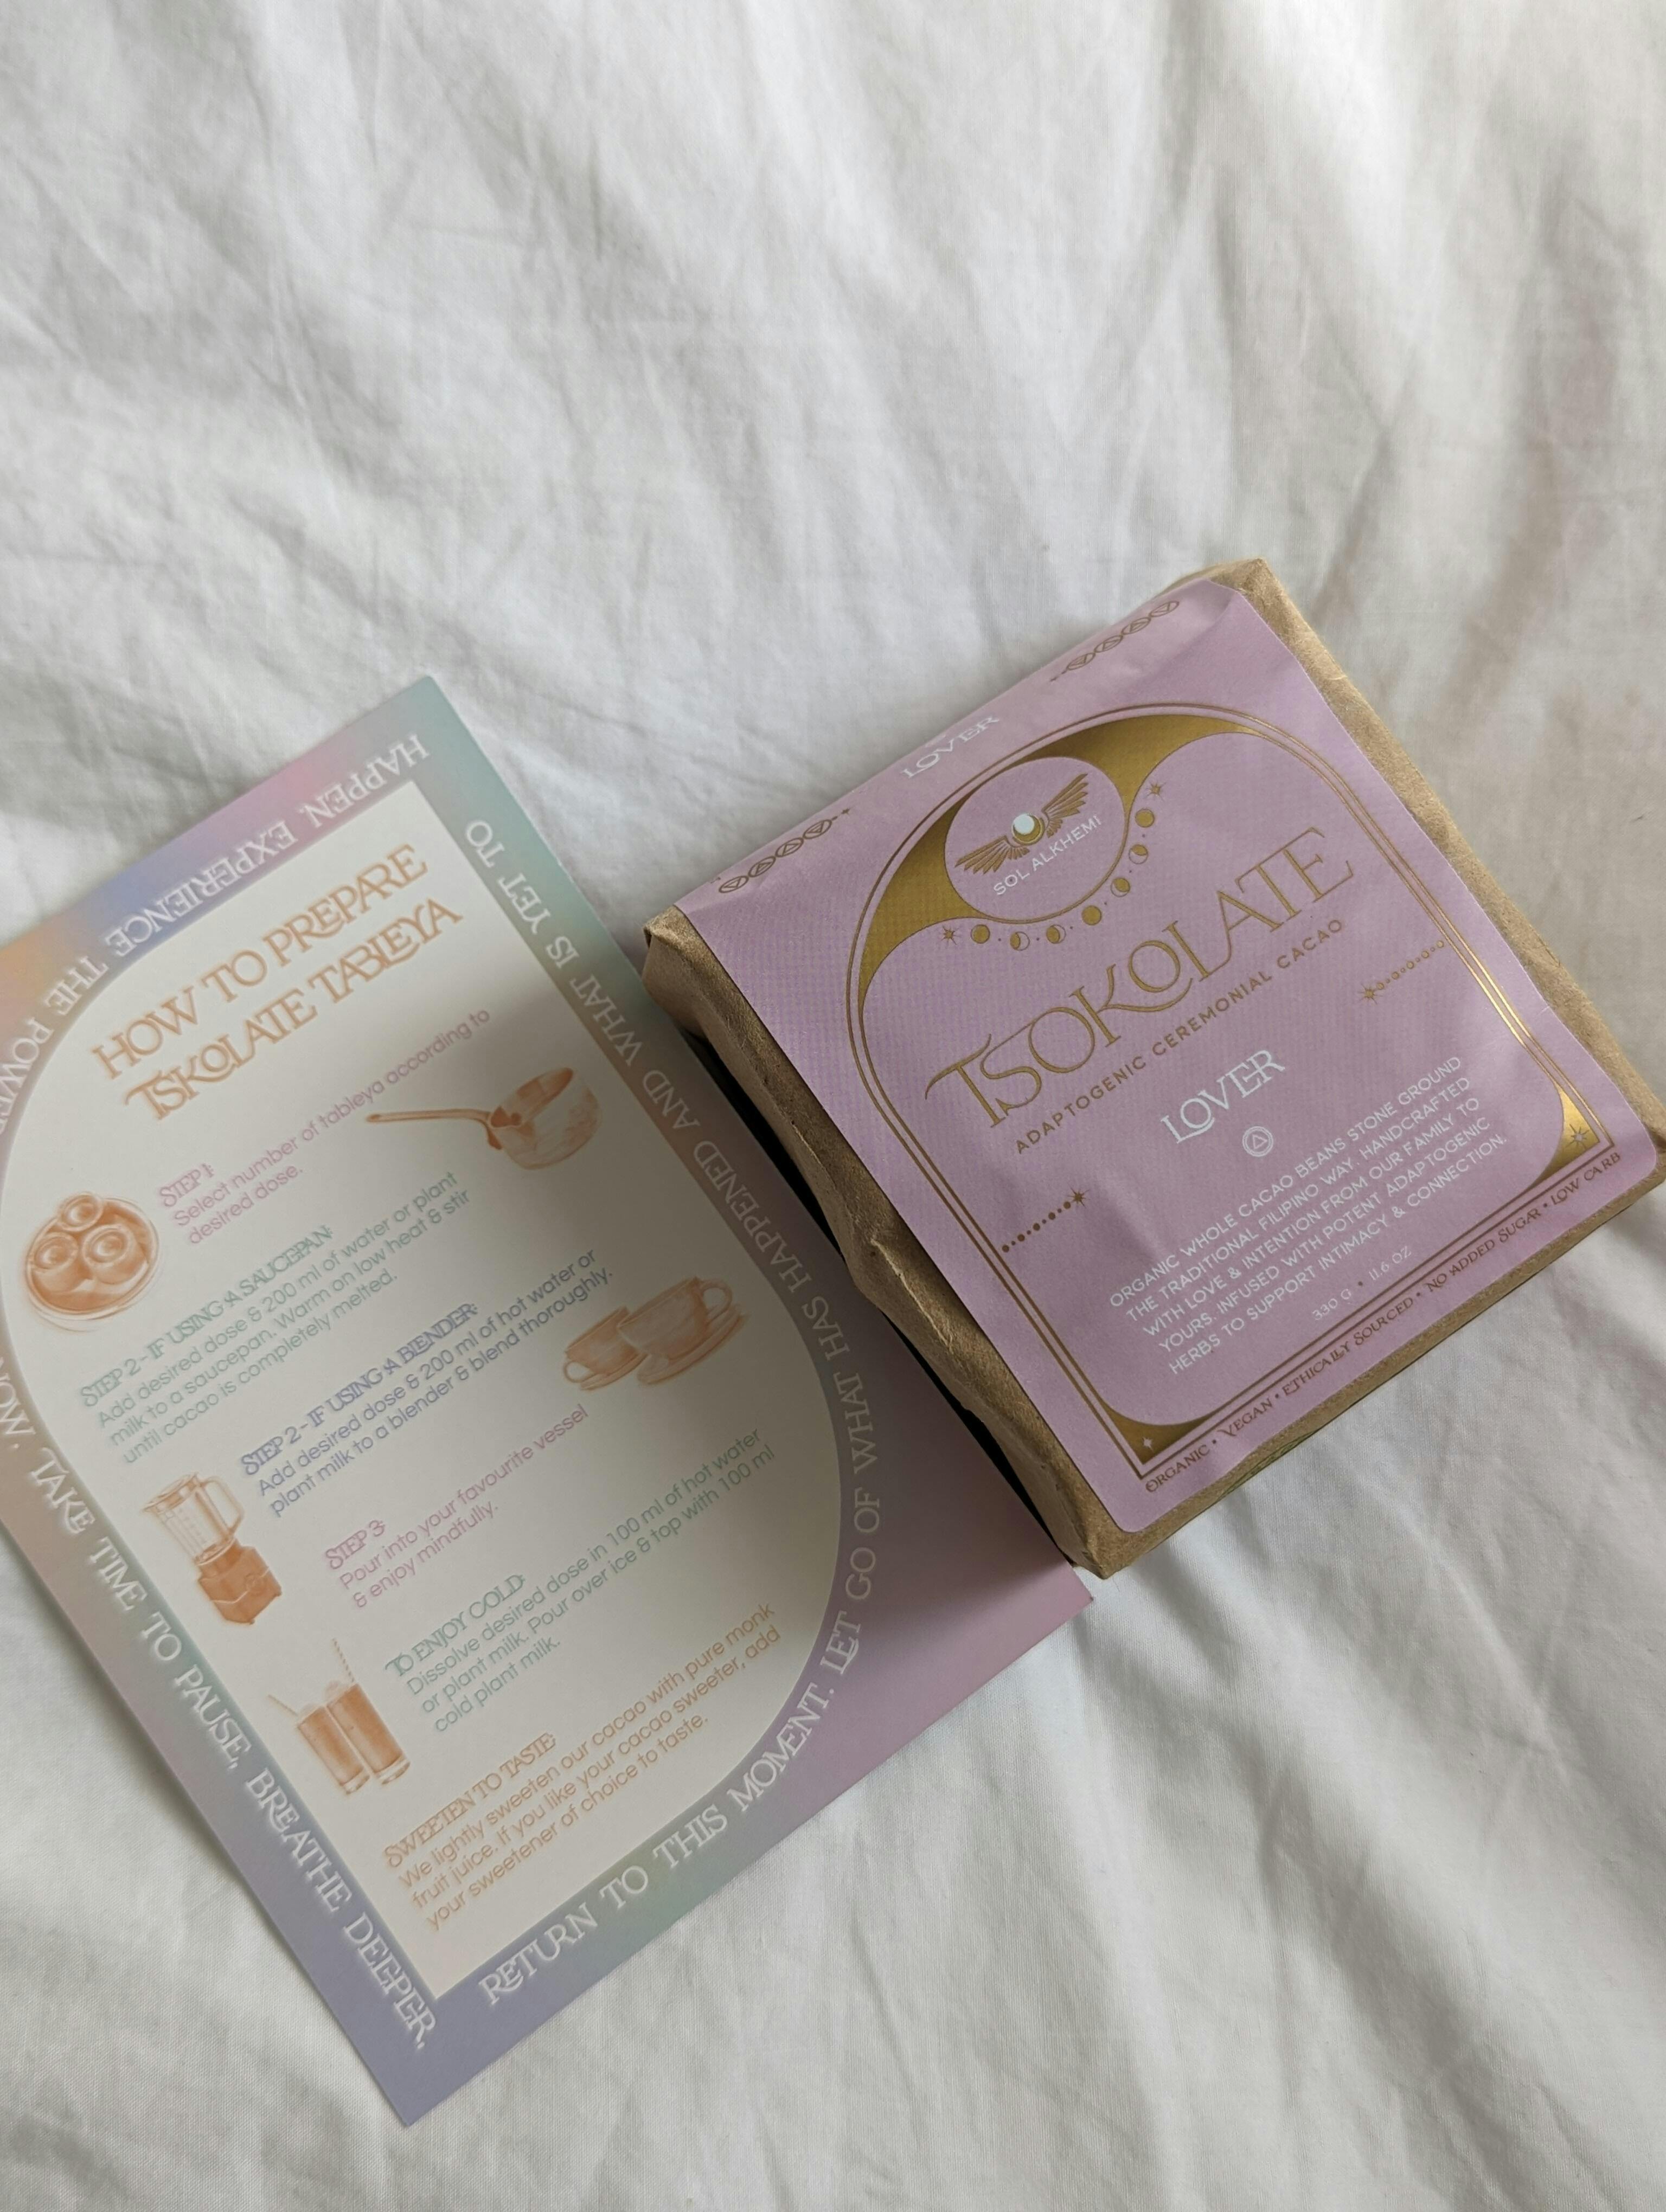 HOW TO PREPARE
TSKOLATE TABLEYA
STEP 1:
Select number of tableya according to
desired dose.
STEP 2 - IF USING A SAUCEPAN:
Add desired dose & 200 ml of water or plant
milk to a saucepan. Warm on low heat & stir
until cacao is completely melted.
STEP 2 - IF USING A BLENDER:
Add desired dose & 200 ml of hot water or
plant milk to a blender & blend thoroughly.
STEP 3:
Pour into your favourite vessel
& enjoy mindfully.
TO ENJOY COLD:
Dissolve desired dose in 100 ml of hot water
or plant milk. Pour over ice & top with 100 ml
cold plant milk.
SWEETEN TO TASTE:
We lightly sweeten our cacao with pure monk
fruit juice. If you like your cacao sweeter, add
your sweetener of choice to taste.
TAKE TIME TO PAUSE, BREATHE DEEPER,
RETURN TO THIS MOMENT. LET GO OF WHAT HAS HAPPENED AND WHAT IS YET TO
HAPPEN. EXPERIENCE THE POWER
NOW.
LOVER
SOL ALKHEMI
TSOKOLATE
ADAPTOGENIC CEREMONIAL CACAO
LOVER
ORGANIC WHOLE CACAO BEANS STONE GROUND
THE TRADITIONAL FILIPINO WAY. HANDCRAFTED
WITH LOVE & INTENTION FROM OUR FAMILY TO
YOURS. INFUSED WITH POTENT ADAPTOGENIC
HERBS TO SUPPORT INTIMACY & CONNECTION.
330 G • 11.6 OZ
ORGANIC • VEGAN • ETHICALLY SOURCED • NO ADDED SUGAR • LOW CARB